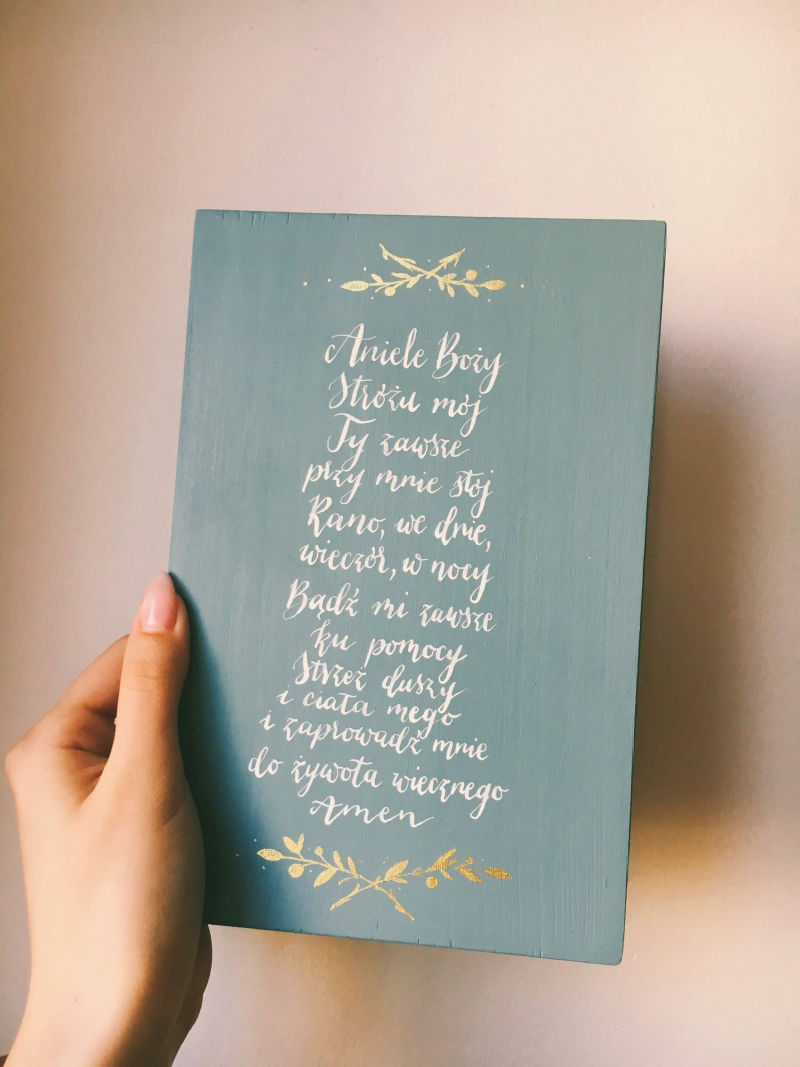 Aniele Boży
Stróżu mój
Ty zawsze
przy mnie stój
Rano, we dnie,
wieczór, w nocy
Bądź mi zawsze
ku pomocy
Strzeż duszy
i ciała mego
i zaprowadź mnie
do żywota wiecznego
Amen